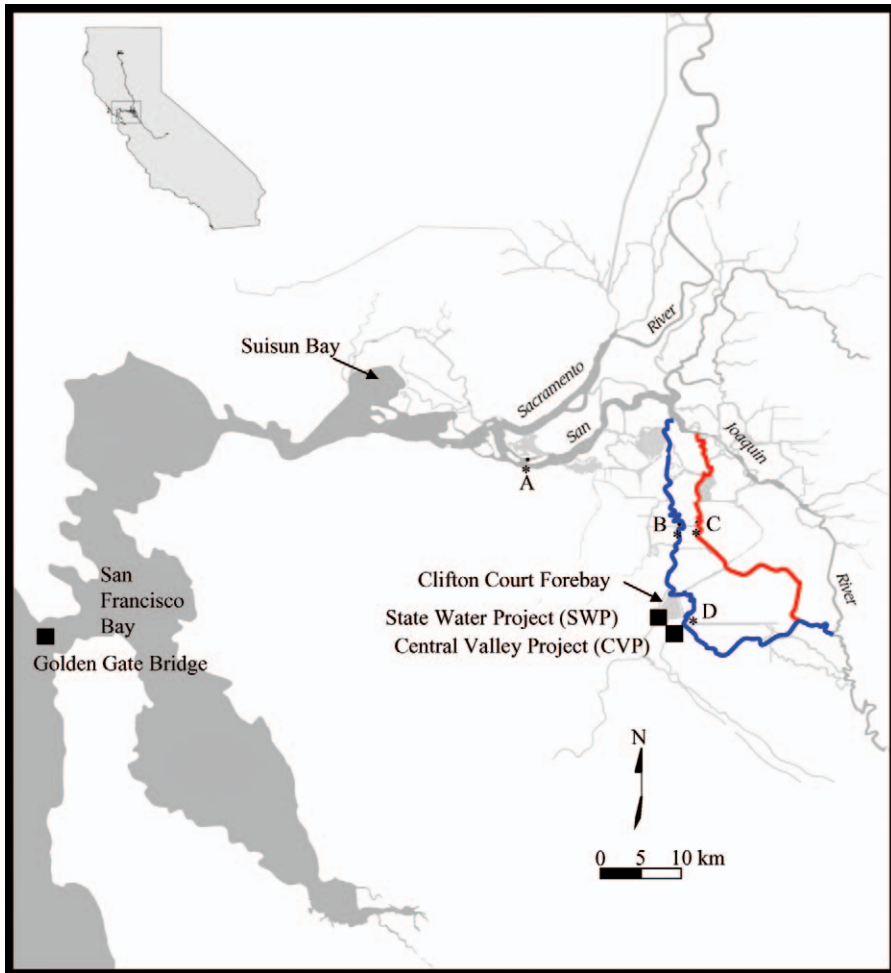 Suisun Bay
Sacramento
River
San
Joaquin
River
A
B
C
Clifton Court Forebay
D
State Water Project (SWP)
Central Valley Project (CVP)
San
Francisco
Bay
Golden Gate Bridge
N
0 5 10 km